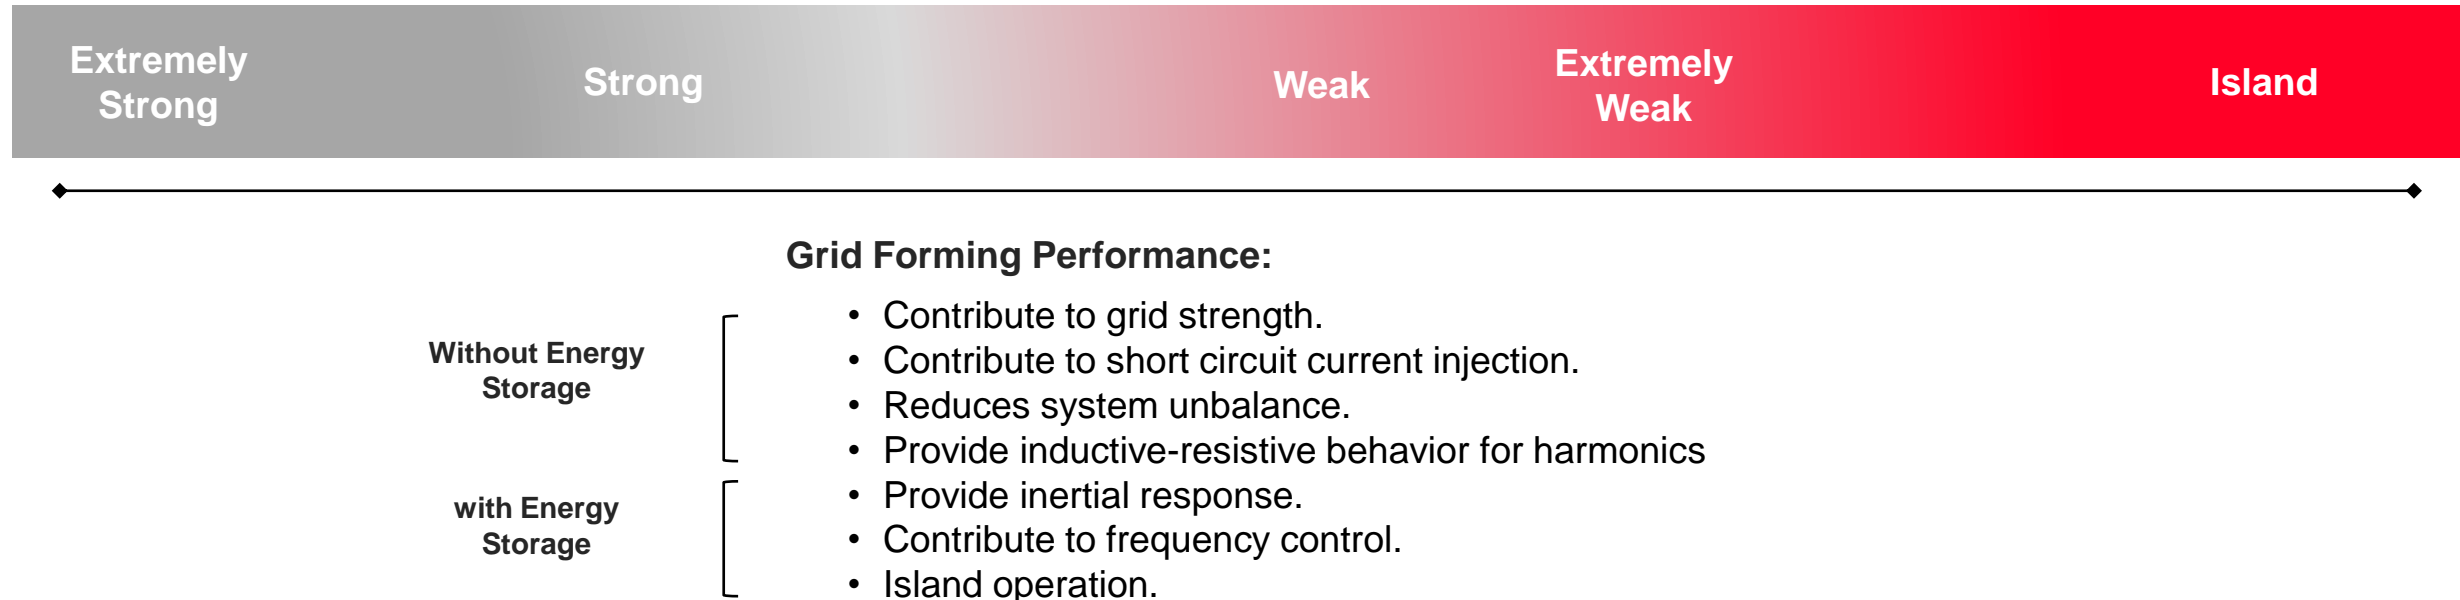 Extremely
Strong
Strong
Weak
Extremely
Weak
Island
Grid Forming Performance:
Without Energy
Storage
• Contribute to grid strength.
• Contribute to short circuit current injection.
• Reduces system unbalance.
• Provide inductive-resistive behavior for harmonics
with Energy
Storage
• Provide inertial response.
• Contribute to frequency control.
• Island operation.